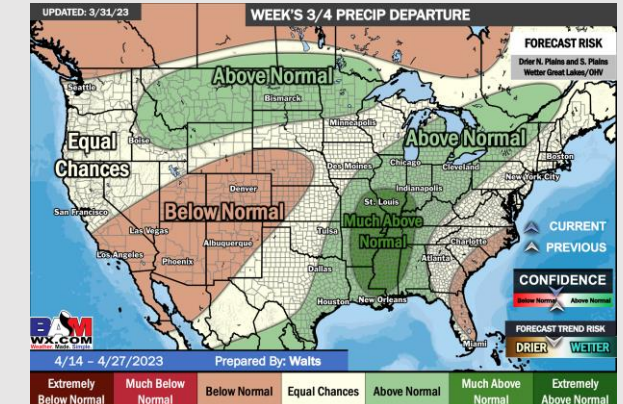 UPDATED: 3/31/23
WEEK'S 3/4 PRECIP DEPARTURE
FORECAST RISK
Drier N. Plains and S. Plains
Wetter Great Lakes/OHV
Above Normal
Seattle
Bismarck
Minneapolis
Equal
Chances
Boise
Above Normal
Des Moines
Chicago
Cleveland
Boston
New York City
Indianapolis
Denver
St. Louis
San Francisco
Below Normal
Much Above
Normal
Las Vegas
Tulsa
Charlotte
CURRENT
PREVIOUS
Albuquerque
Los Angeles
Phoenix
Dallas
Atlanta
CONFIDENCE
Below Normal
Above Normal
Houston
New Orleans
FORECAST TREND RISK
DRIER
WETTER
Miami
BAM
WX.COM
Weather. Made. Simple.
4/14 – 4/27/2023
Prepared By: Walts
Extremely
Below Normal
Much Below
Normal
Below Normal
Equal Chances
Above Normal
Much Above
Normal
Extremely
Above Normal